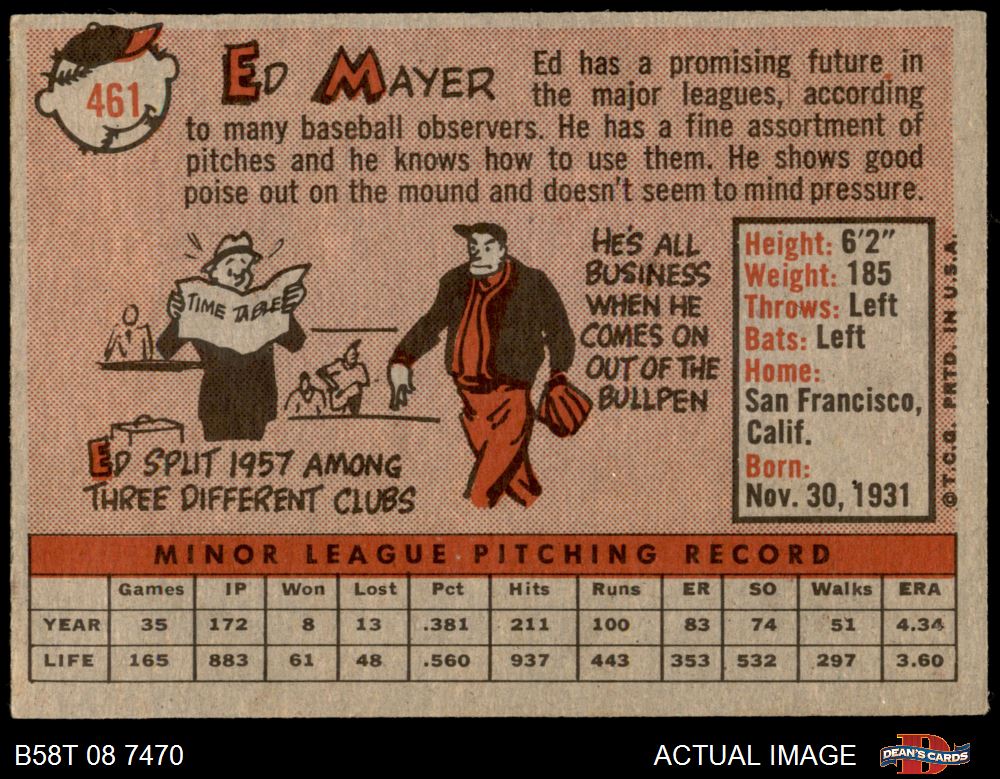 461
ED MAYER
Ed has a promising future in
the major leagues, according
to many baseball observers. He has a fine assortment of
pitches and he knows how to use them. He shows good
poise out on the mound and doesn't seem to mind pressure.
TIME TABLE
ED SPLIT 1957 AMONG
THREE DIFFERENT CLUBS
HE'S ALL
BUSINESS
WHEN HE
COMES ON
OUT OF THE
BULLPEN
Height: 6'2"
Weight: 185
Throws: Left
Bats: Left
Home:
San Francisco,
Calif.
Born:
Nov. 30, 1931
©T.C.G. PRTD. IN U.S.A.
MINOR LEAGUE PITCHING RECORD
Games IP Won Lost Pct Hits Runs ER SO Walks ERA
YEAR 35 172 8 13 .381 211 100 83 74 51 4.34
LIFE 165 883 61 48 .560 937 443 353 532 297 3.60
B58T 08 7470
ACTUAL IMAGE
DEAN'S CARDS